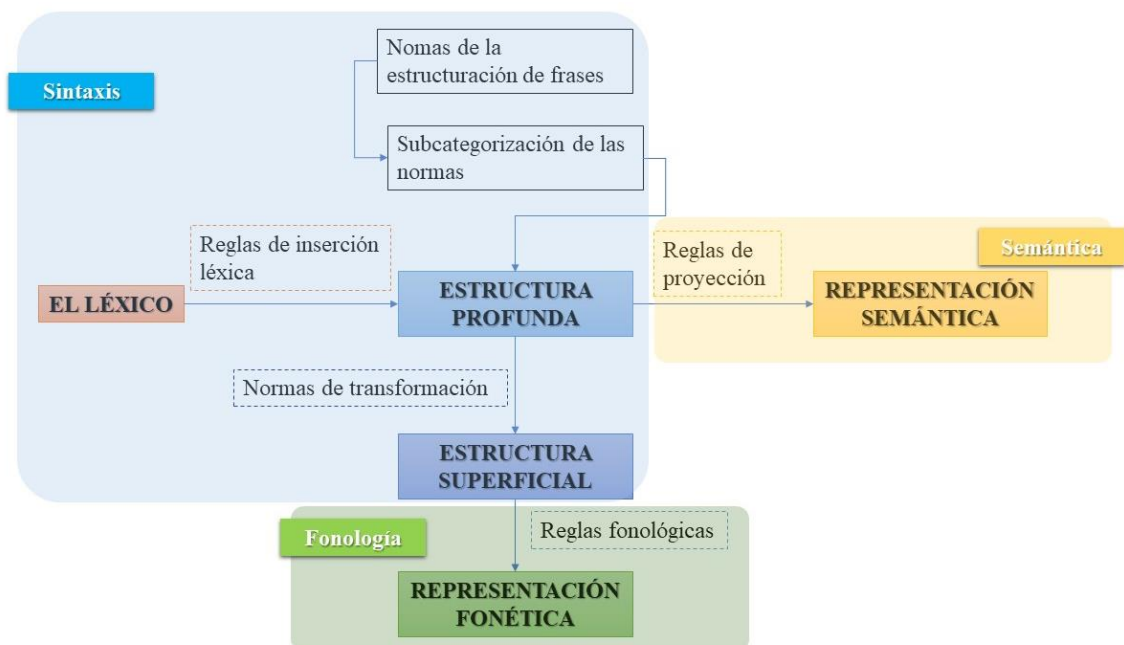 Nomas de la
estructuración de frases
Sintaxis
Subcategorización de las
normas
Reglas de inserción
léxica
Reglas de
proyección
Semántica
EL LÉXICO
ESTRUCTURA
PROFUNDA
REPRESENTACIÓN
SEMÁNTICA
Normas de transformación
ESTRUCTURA
SUPERFICIAL
Fonología
Reglas fonológicas
REPRESENTACIÓN
FONÉTICA